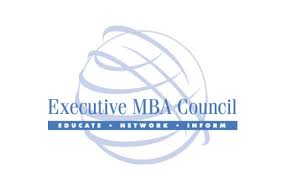 Executive MBA Council
EDUCATE • NETWORK • INFORM